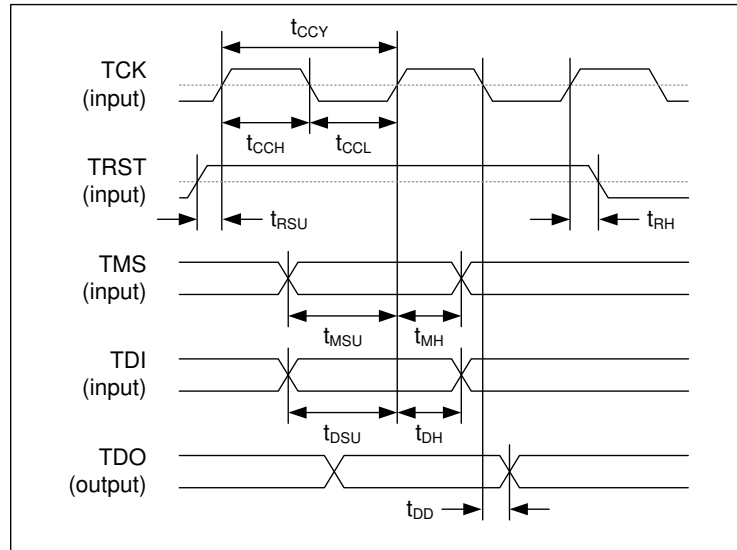 tCCY
TCK
(input)
tCCH
tCCL
TRST
(input)
tRSU
tRH
TMS
(input)
tMSU
tMH
TDI
(input)
tDSU
tDH
TDO
(output)
tDD